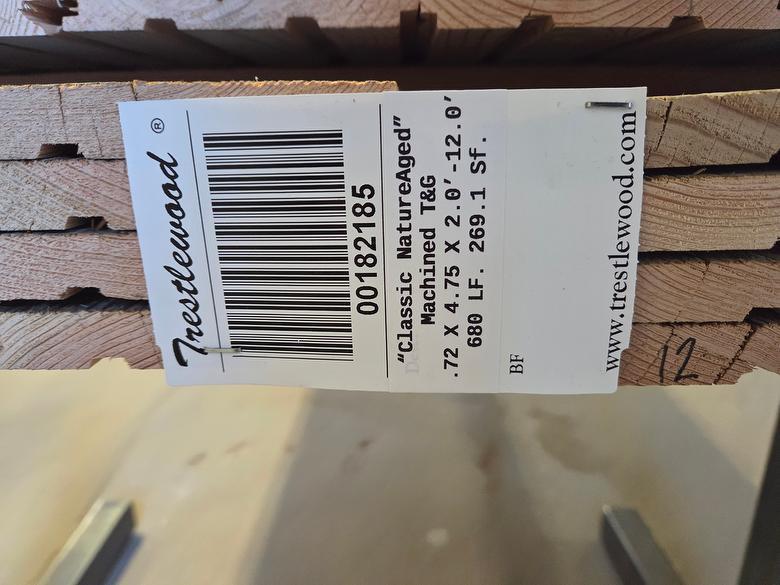 Trestlewood ®
00182185
"Classic NatureAged"
Machined T&G
.72 X 4.75 X 2.0'-12.0'
680 LF. 269.1 Sf.
BF
www.trestlewood.com
12